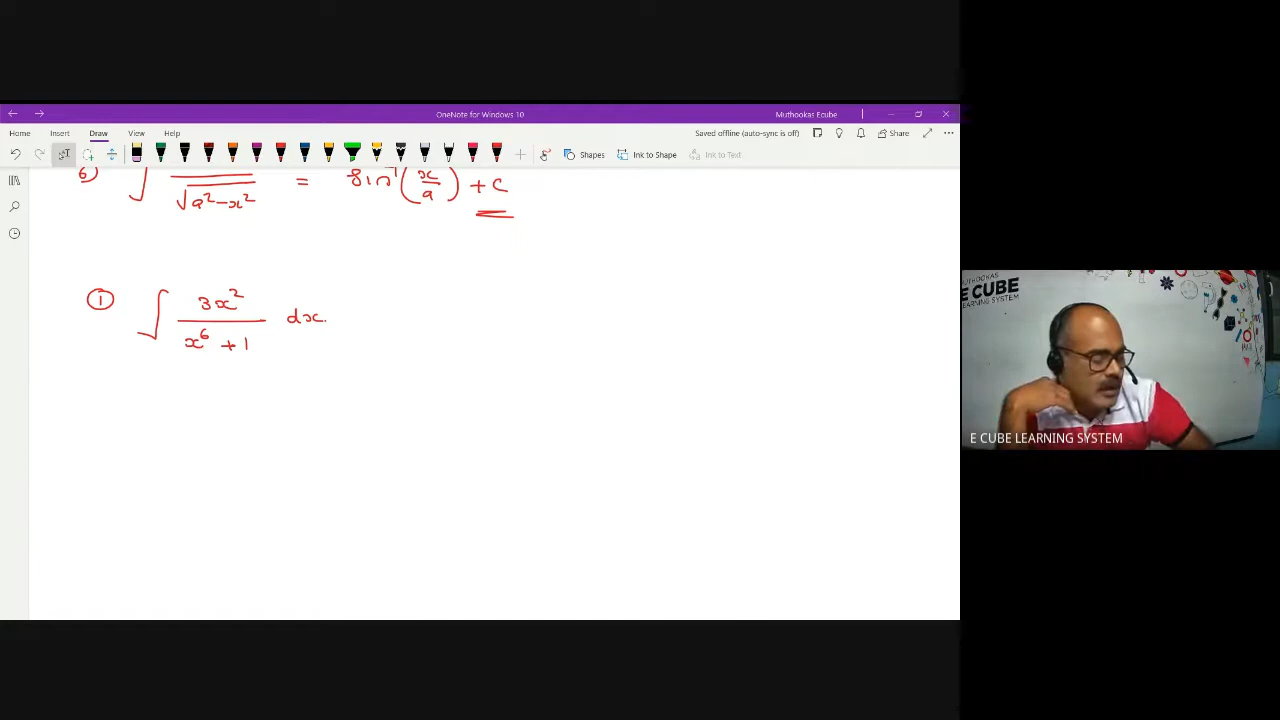 OneNote for Windows 10
Muthookas Ecube
Home Insert Draw View Help
Saved offline (auto-sync is off)
Share
Shapes
Ink to Shape
Ink to Text
6) ∫ / √(a² − x²) = sin⁻¹(x/a) + C
① ∫ 3x² / (x⁶ + 1) dx.
MUTHOOKAS
E CUBE
LEARNING SYSTEM
E CUBE LEARNING SYSTEM